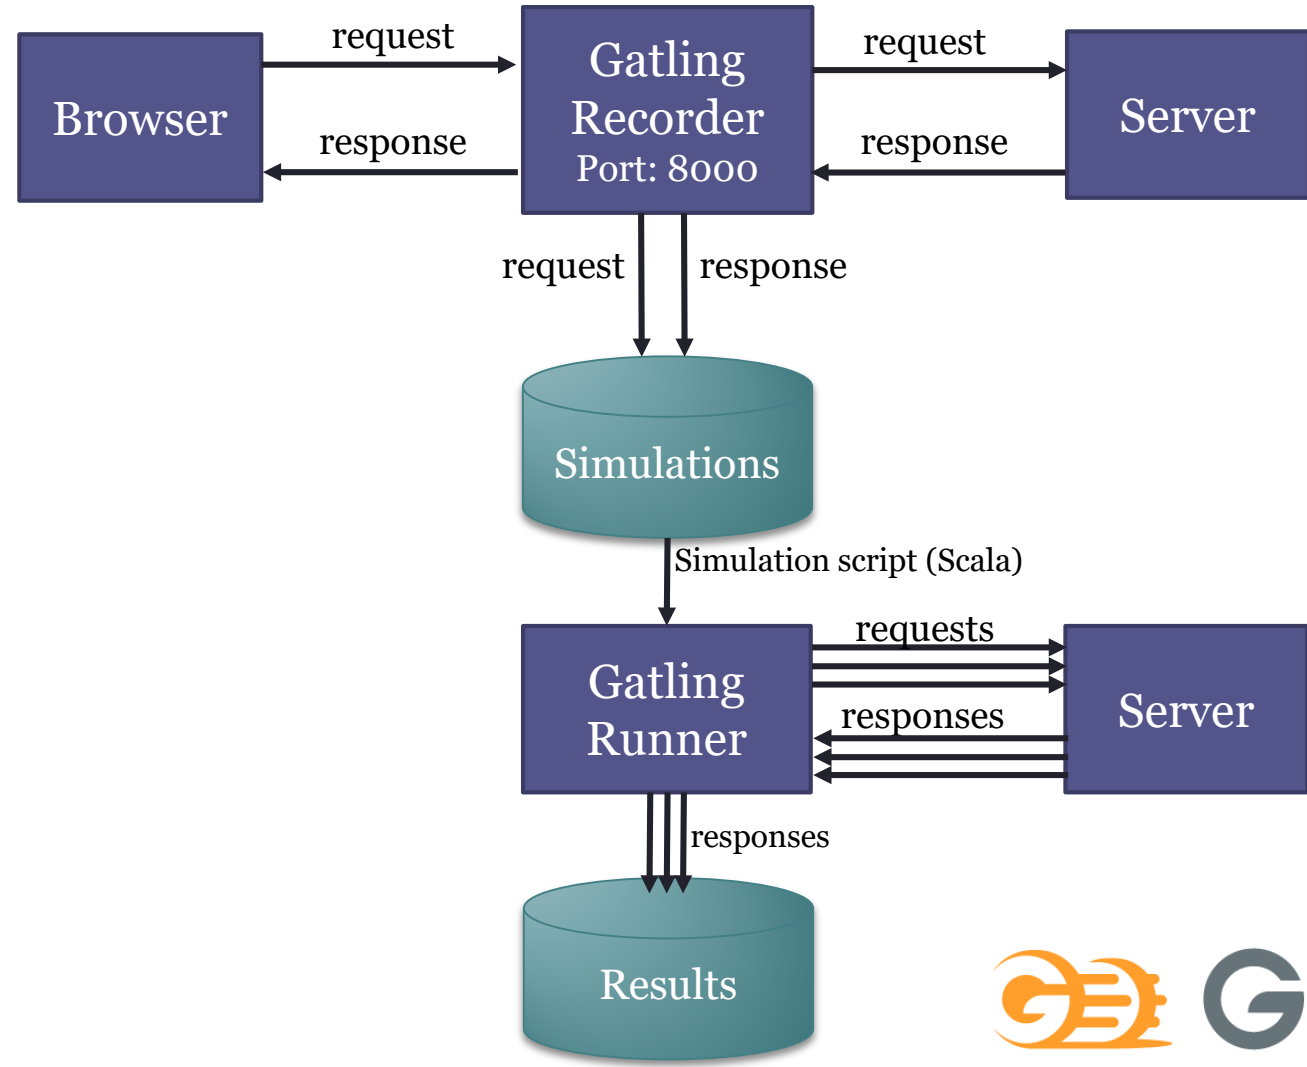 request
request
Browser
Gatling
Recorder
Port: 8000
Server
response
response
request
response
Simulations
Simulation script (Scala)
requests
Gatling
Runner
responses
Server
responses
Results
G
G